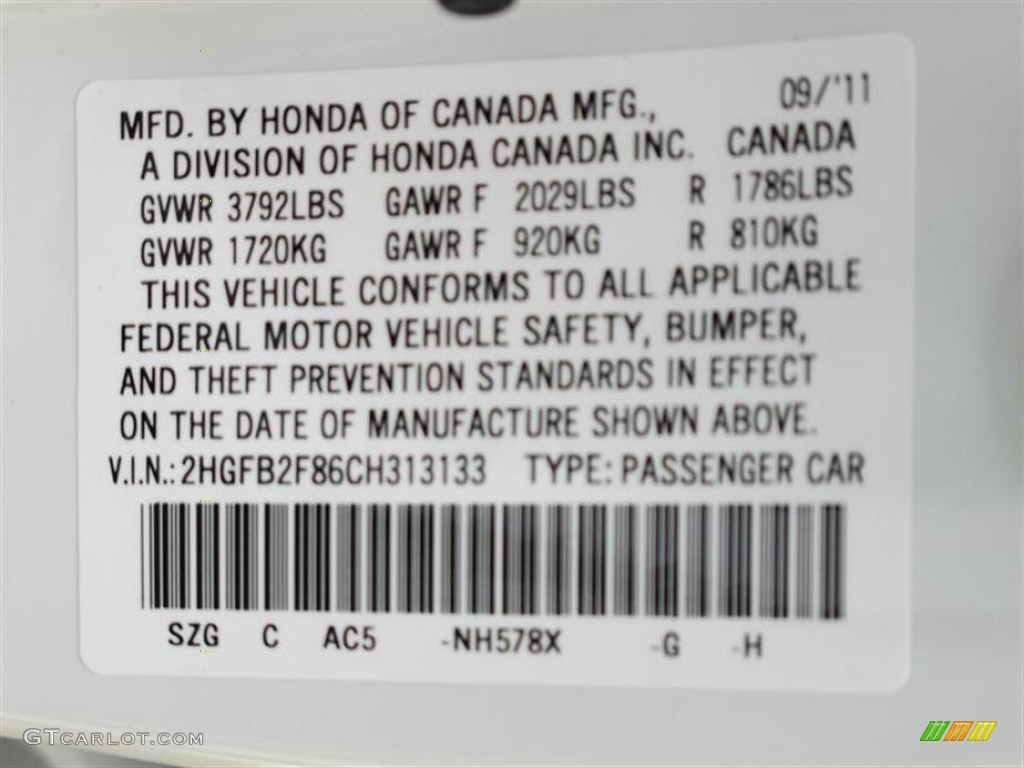 09/'11
MFD. BY HONDA OF CANADA MFG.,
A DIVISION OF HONDA CANADA INC. CANADA
GVWR 3792LBS GAWR F 2029LBS R 1786LBS
GVWR 1720KG GAWR F 920KG R 810KG
THIS VEHICLE CONFORMS TO ALL APPLICABLE
FEDERAL MOTOR VEHICLE SAFETY, BUMPER,
AND THEFT PREVENTION STANDARDS IN EFFECT
ON THE DATE OF MANUFACTURE SHOWN ABOVE.
V.I.N.: 2HGFB2F86CH313133 TYPE: PASSENGER CAR
SZG C AC5 -NH578X -G -H
GTCARLOT.COM